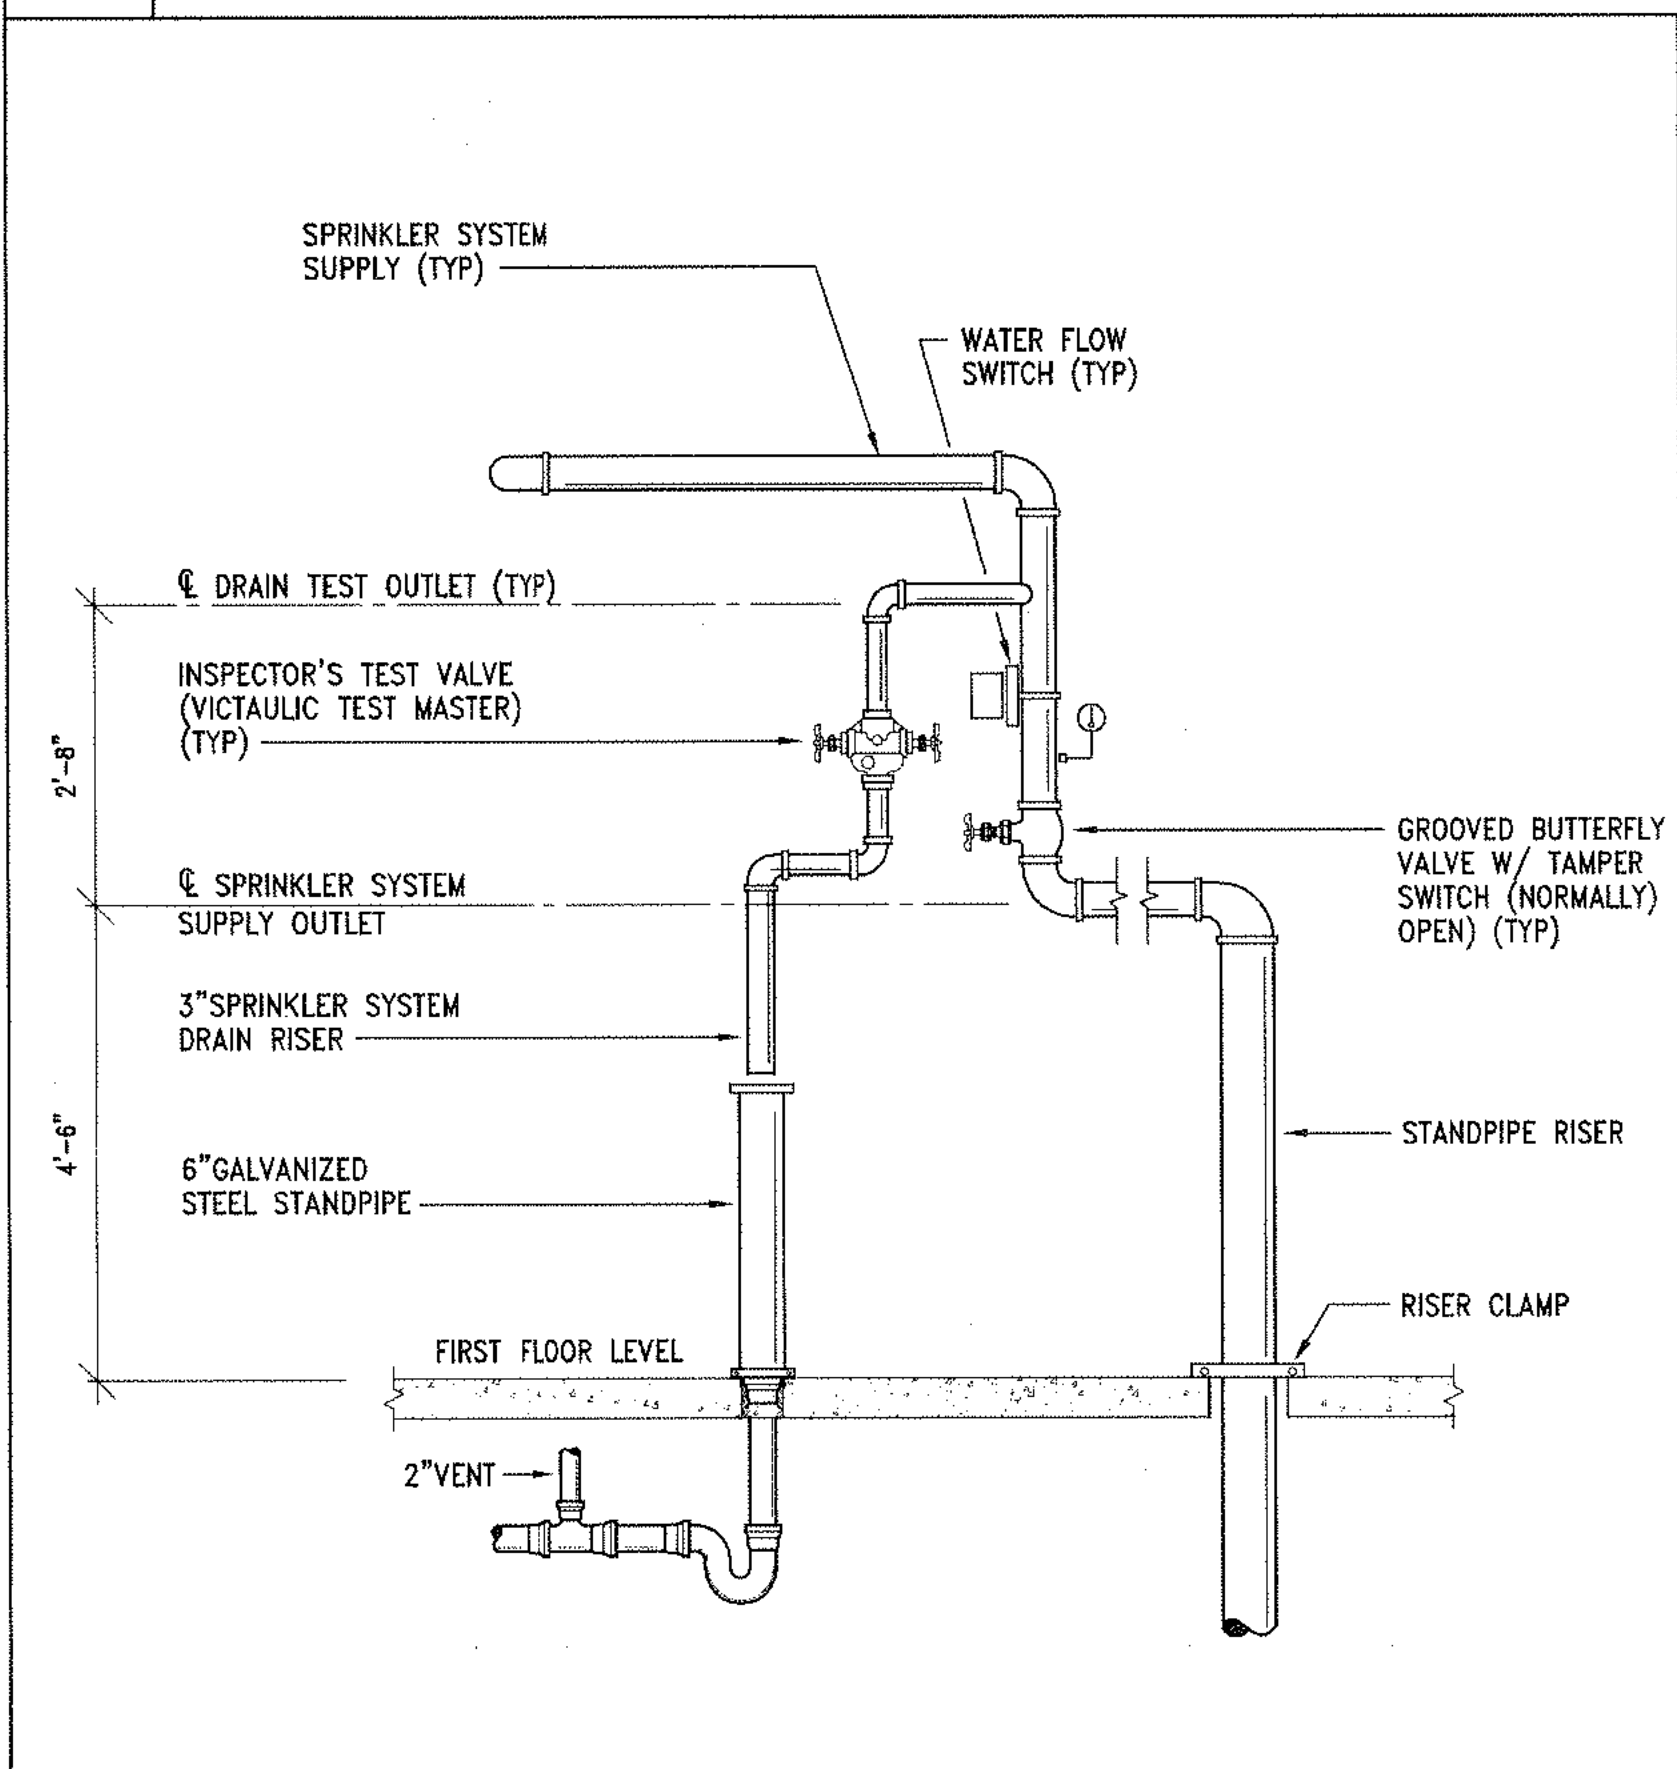 SPRINKLER SYSTEM
SUPPLY (TYP)
WATER FLOW
SWITCH (TYP)
℄ DRAIN TEST OUTLET (TYP)
INSPECTOR'S TEST VALVE
(VICTAULIC TEST MASTER)
(TYP)
2'-8"
GROOVED BUTTERFLY
VALVE W/ TAMPER
SWITCH (NORMALLY)
OPEN) (TYP)
℄ SPRINKLER SYSTEM
SUPPLY OUTLET
3"SPRINKLER SYSTEM
DRAIN RISER
4'-6"
STANDPIPE RISER
6"GALVANIZED
STEEL STANDPIPE
RISER CLAMP
FIRST FLOOR LEVEL
2"VENT